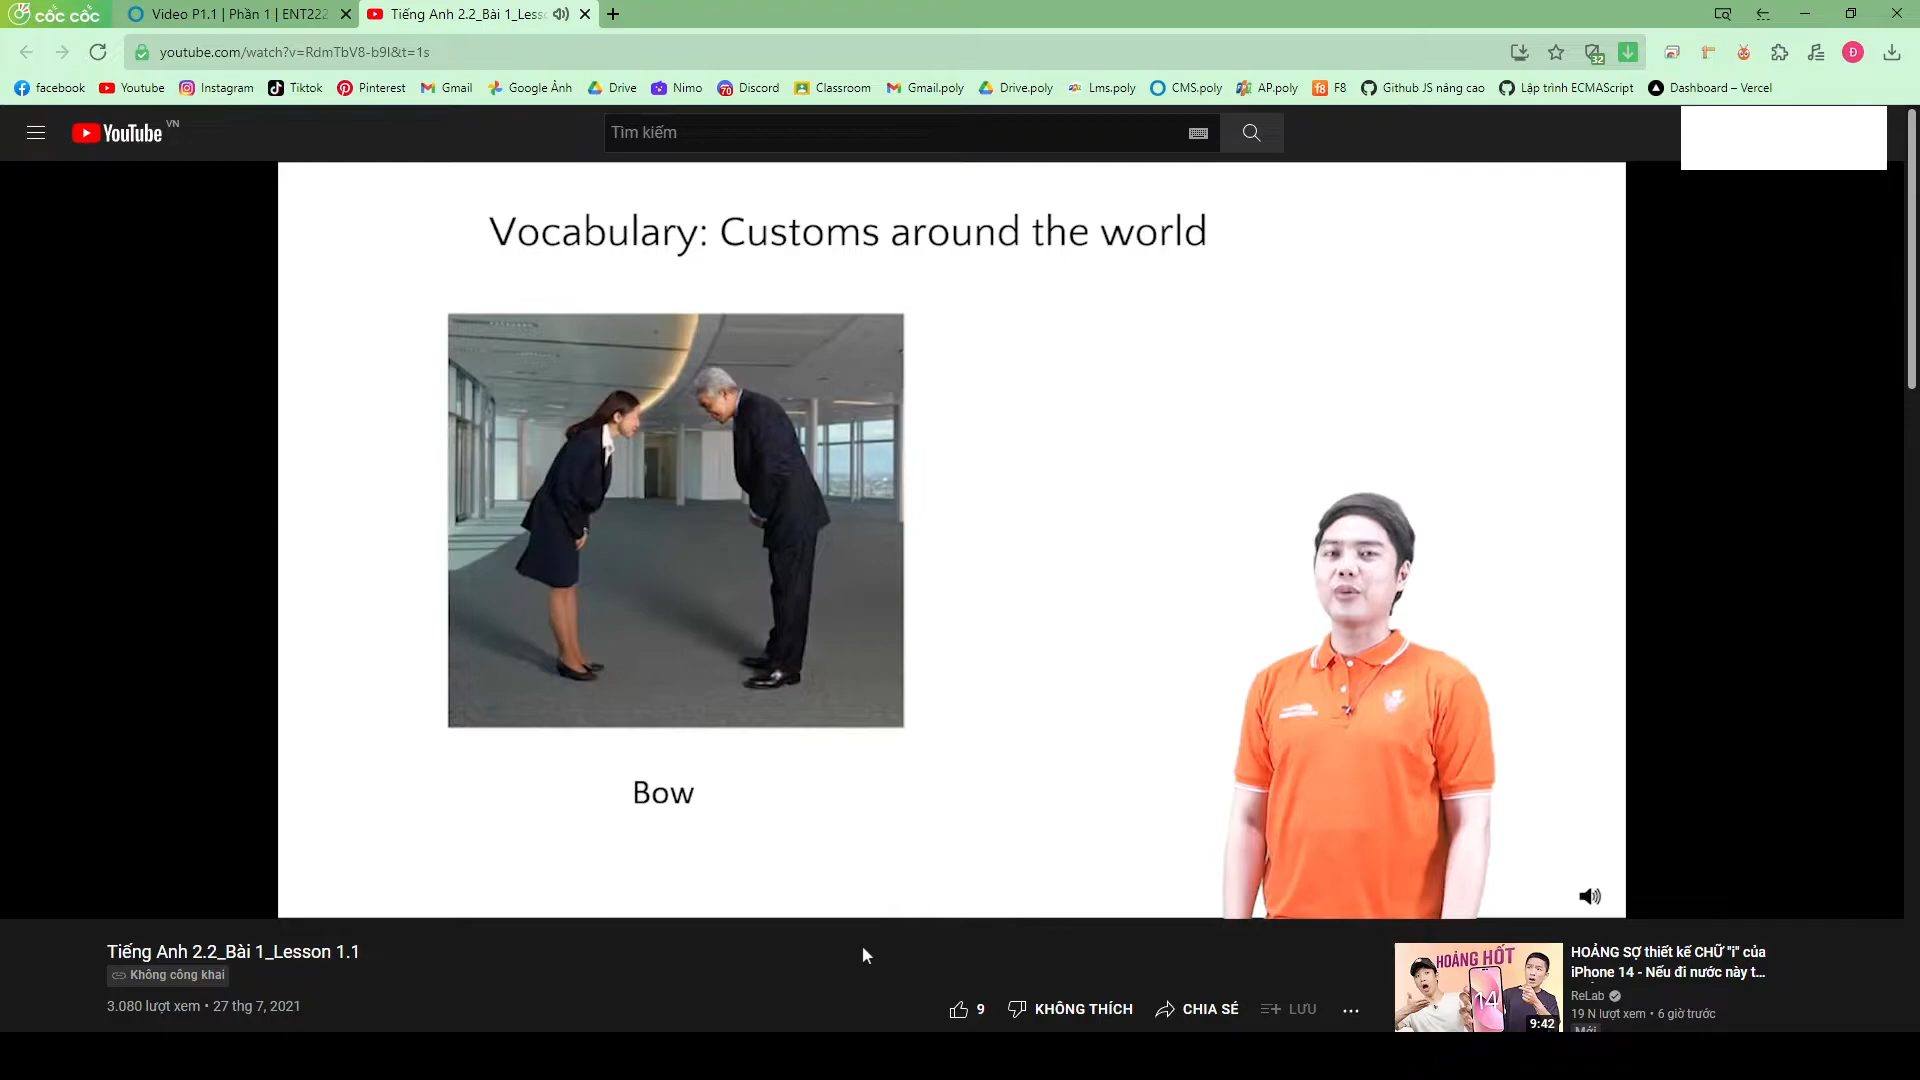 cốc cốc
Video P1.1 | Phần 1 | ENT222
Tiếng Anh 2.2_Bài 1_Less
youtube.com/watch?v=RdmTbV8-b9I&t=1s
32
Đ
facebook
Youtube
Instagram
Tiktok
Pinterest
Gmail
Google Ảnh
Drive
Nimo
Discord
Classroom
Gmail.poly
Drive.poly
Lms.poly
CMS.poly
AP.poly
F8
Github JS nâng cao
Lập trình ECMAScript
Dashboard – Vercel
YouTube VN
Tìm kiếm
Vocabulary: Customs around the world
Bow
Tiếng Anh 2.2_Bài 1_Lesson 1.1
Không công khai
3.080 lượt xem • 27 thg 7, 2021
9
KHÔNG THÍCH
CHIA SẺ
LƯU
HOẢNG HỐT
14
9:42
HOẢNG SỢ thiết kế CHỮ "i" của
iPhone 14 - Nếu đi nước này t...
ReLab
19 N lượt xem • 6 giờ trước
Mới